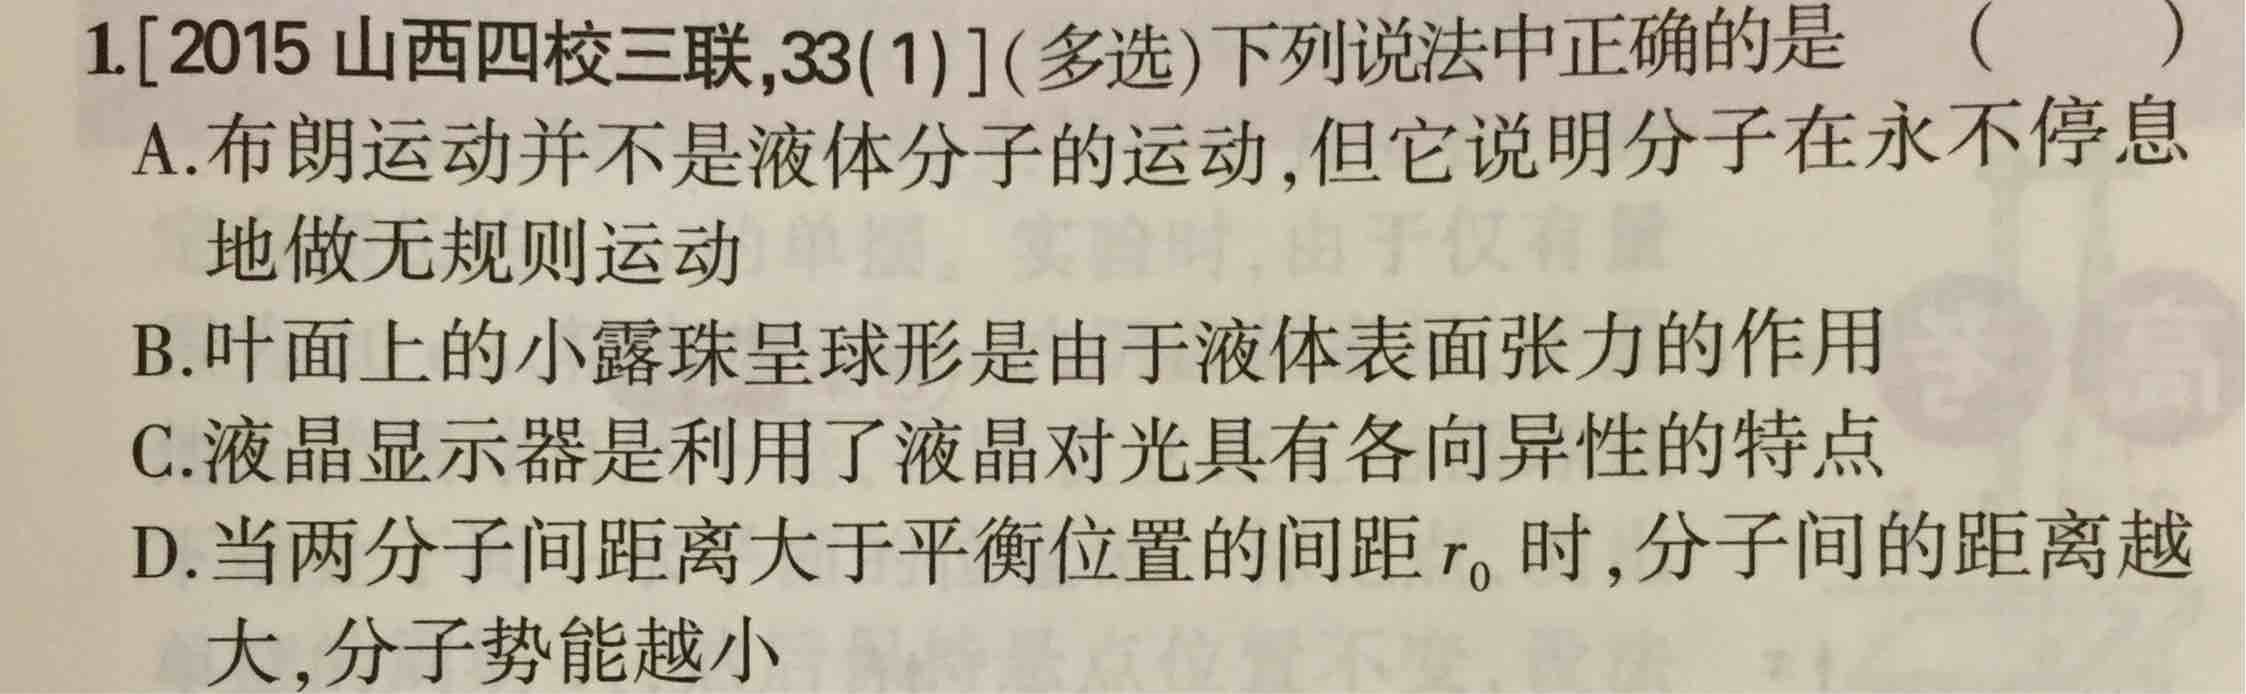 1.[2015 山西四校三联,33(1)](多选)下列说法中正确的是 ( )
A.布朗运动并不是液体分子的运动,但它说明分子在永不停息
地做无规则运动
B.叶面上的小露珠呈球形是由于液体表面张力的作用
C.液晶显示器是利用了液晶对光具有各向异性的特点
D.当两分子间距离大于平衡位置的间距 r₀ 时,分子间的距离越
大,分子势能越小